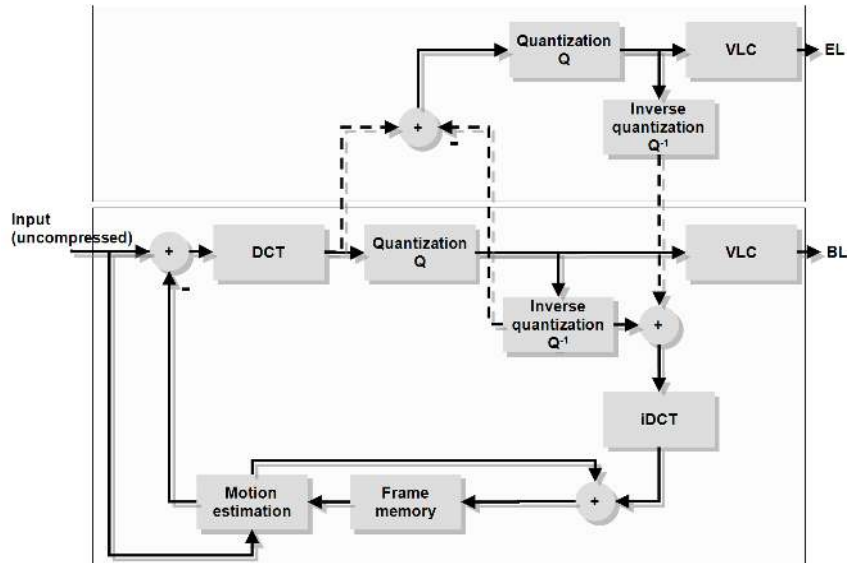 Quantization
Q
VLC
EL
+
-
Inverse
quantization
Q-1
Input
(uncompressed)
+
-
DCT
Quantization
Q
VLC
BL
Inverse
quantization
Q-1
+
iDCT
Motion
estimation
Frame
memory
+